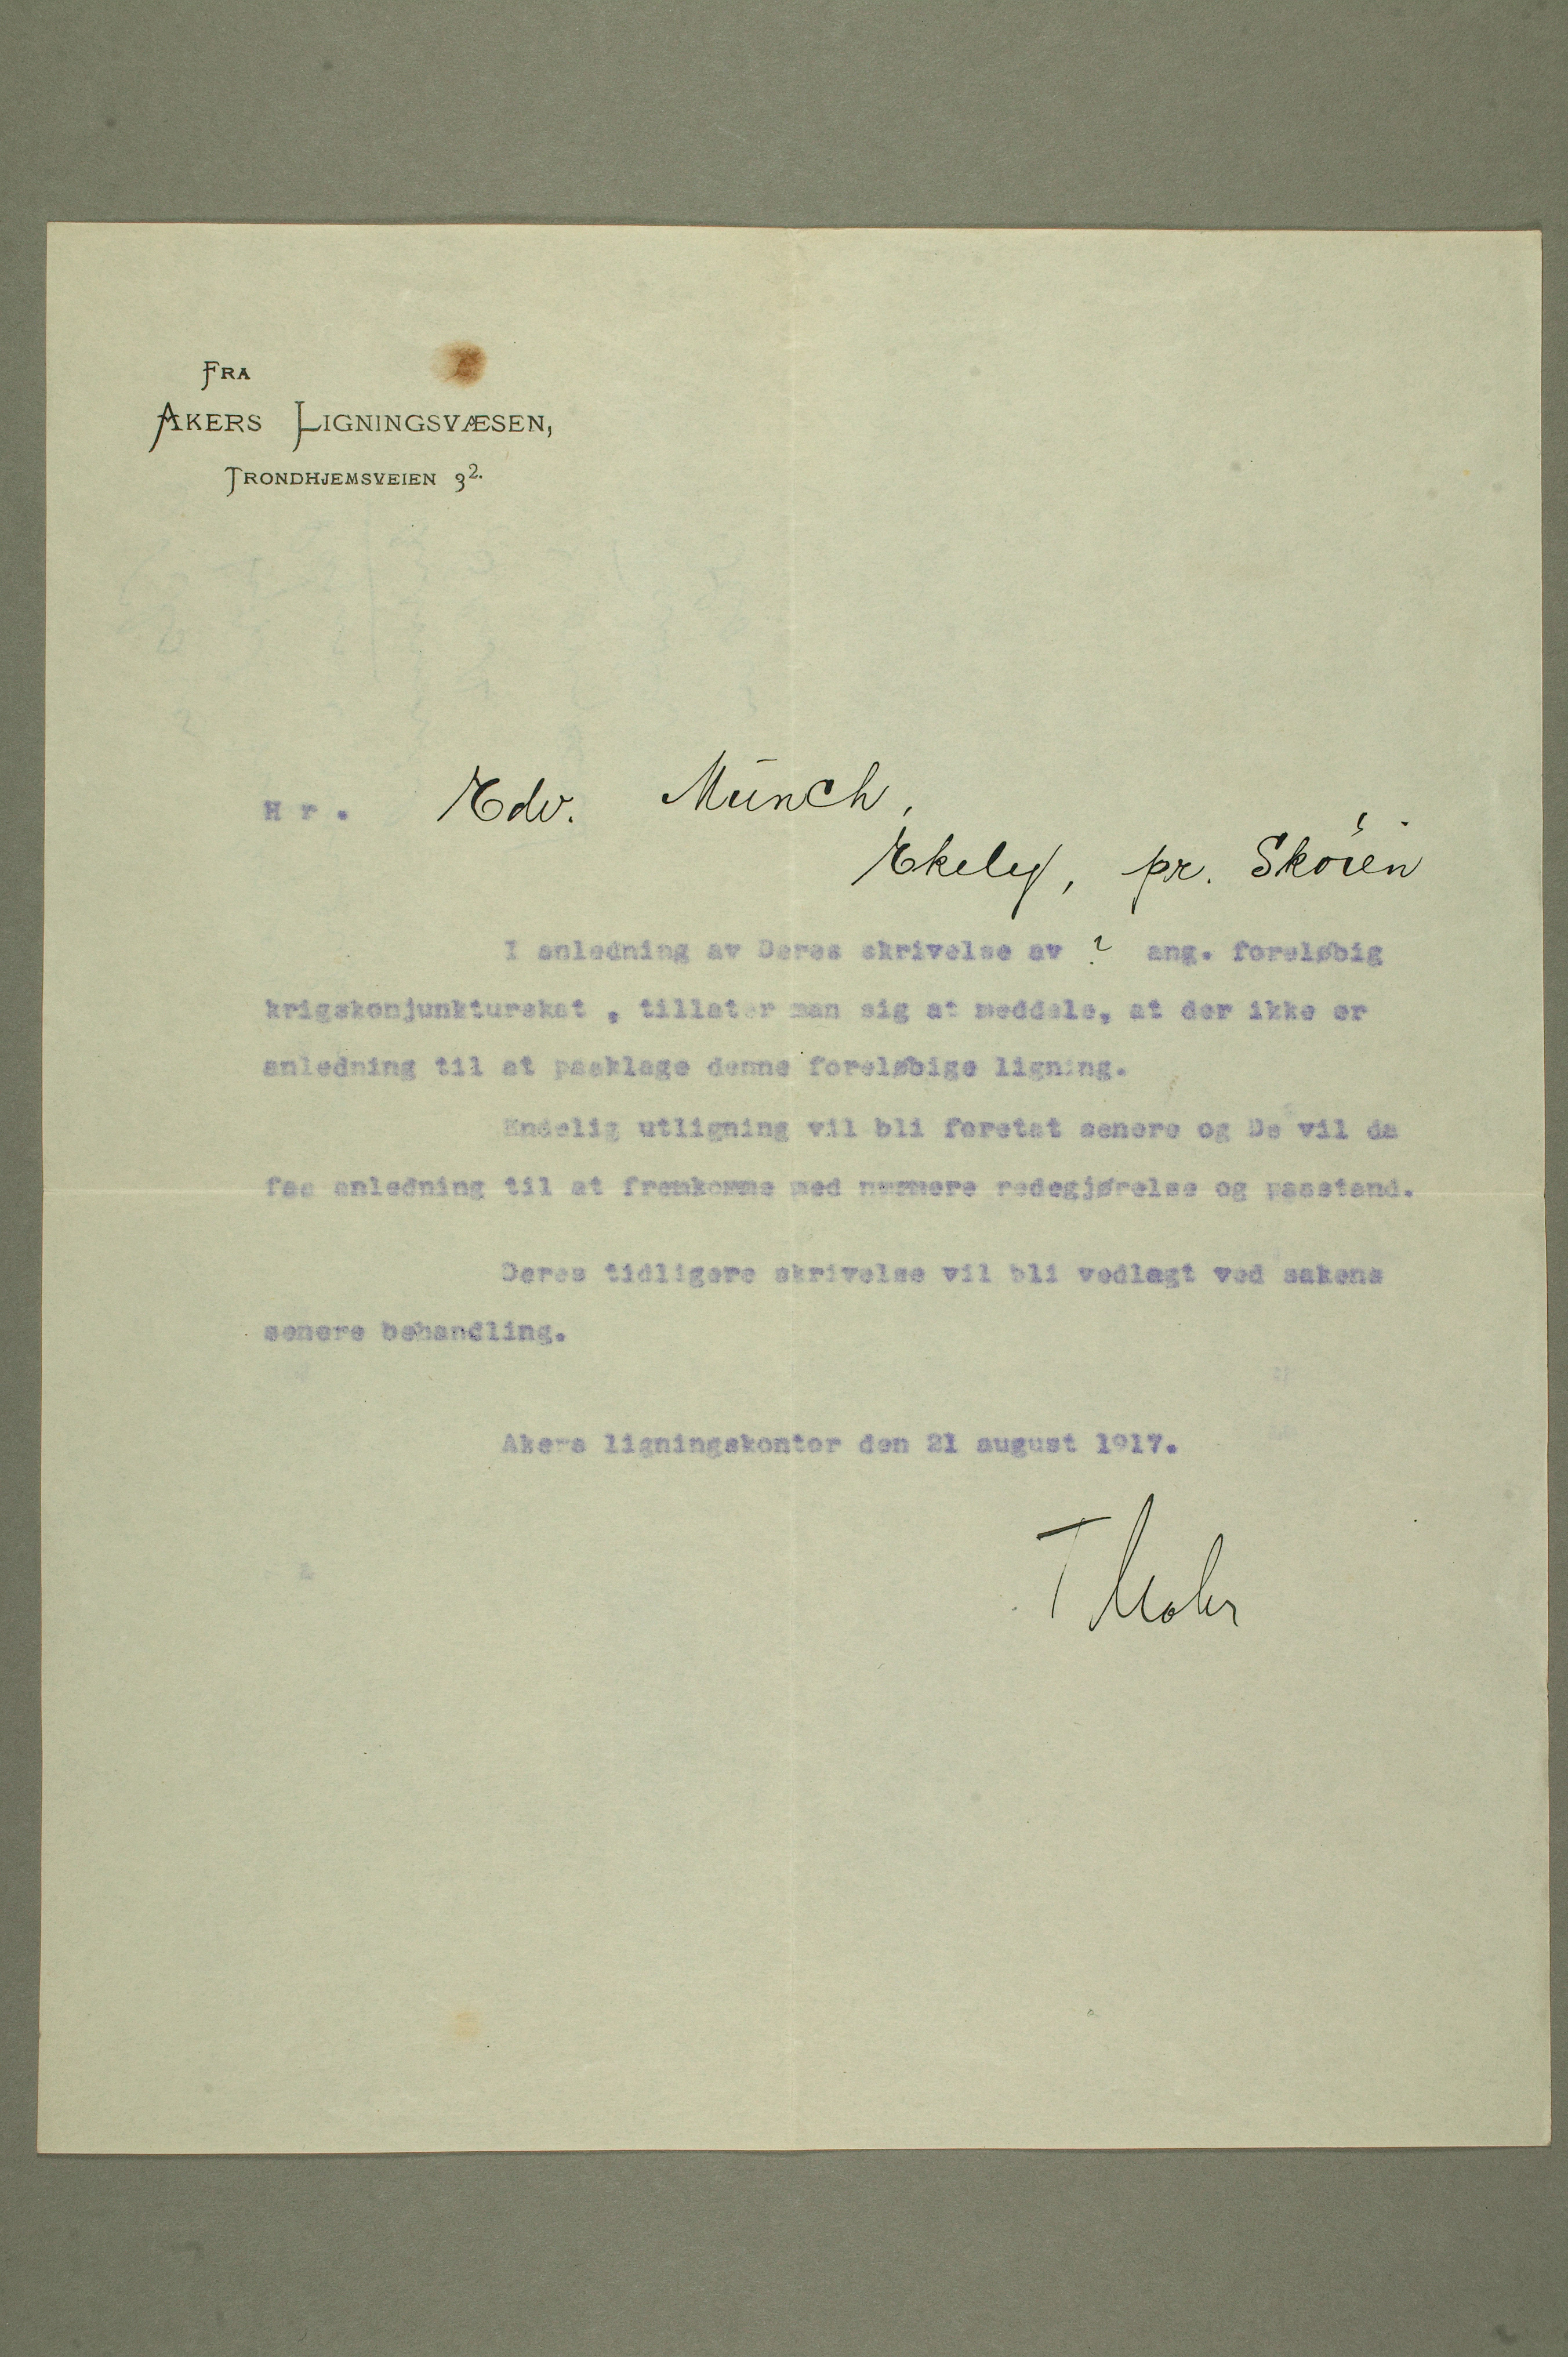 FRA
AKERS LIGNINGSVÆSEN,
TRONDHJEMSVEIEN 3².
Hr. Edv. Münch,
Ekely, pr. Skøien
I anledning av Deres skrivelse av ? ang. foreløbig
krigskonjunkturskat , tillater man sig at meddele, at der ikke er
anledning til at paaklage denne foreløbige ligning.
Endelig utligning vil bli foretat senere og De vil da
faa anledning til at fremkomme med nærmere redegjørelse og paastand.
Deres tidligere skrivelse vil bli vedlagt ved sakens
senere behandling.
Akers ligningskontor den 21 august 1917.
T Mohr